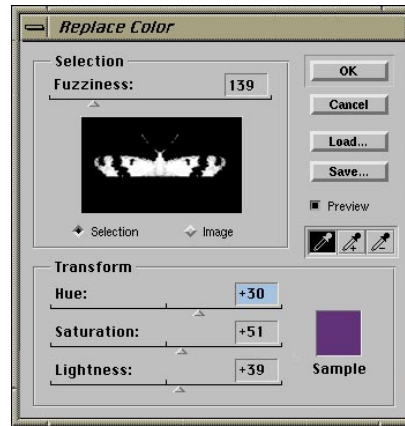 Replace Color
Selection
Fuzziness: 139
Selection Image
OK
Cancel
Load...
Save...
Preview
Transform
Hue: +30
Saturation: +51
Lightness: +39
Sample